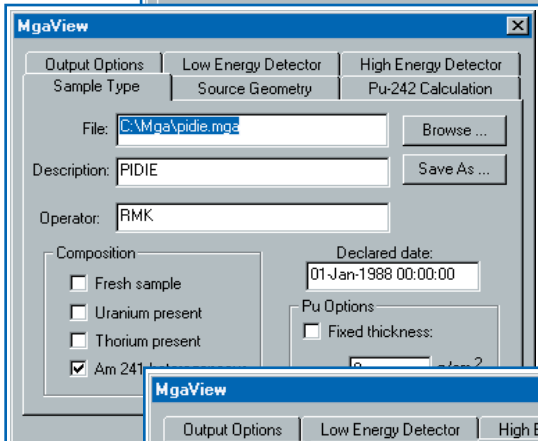 MgaView
Output Options Low Energy Detector High Energy Detector
Sample Type Source Geometry Pu-242 Calculation
File: C:\Mga\pidie.mga Browse ...
Description: PIDIE Save As ...
Operator: RMK
Composition Declared date:
Fresh sample 01-Jan-1988 00:00:00
Uranium present Pu Options
Thorium present Fixed thickness:
Am 241
MgaView
Output Options Low Energy Detector High E